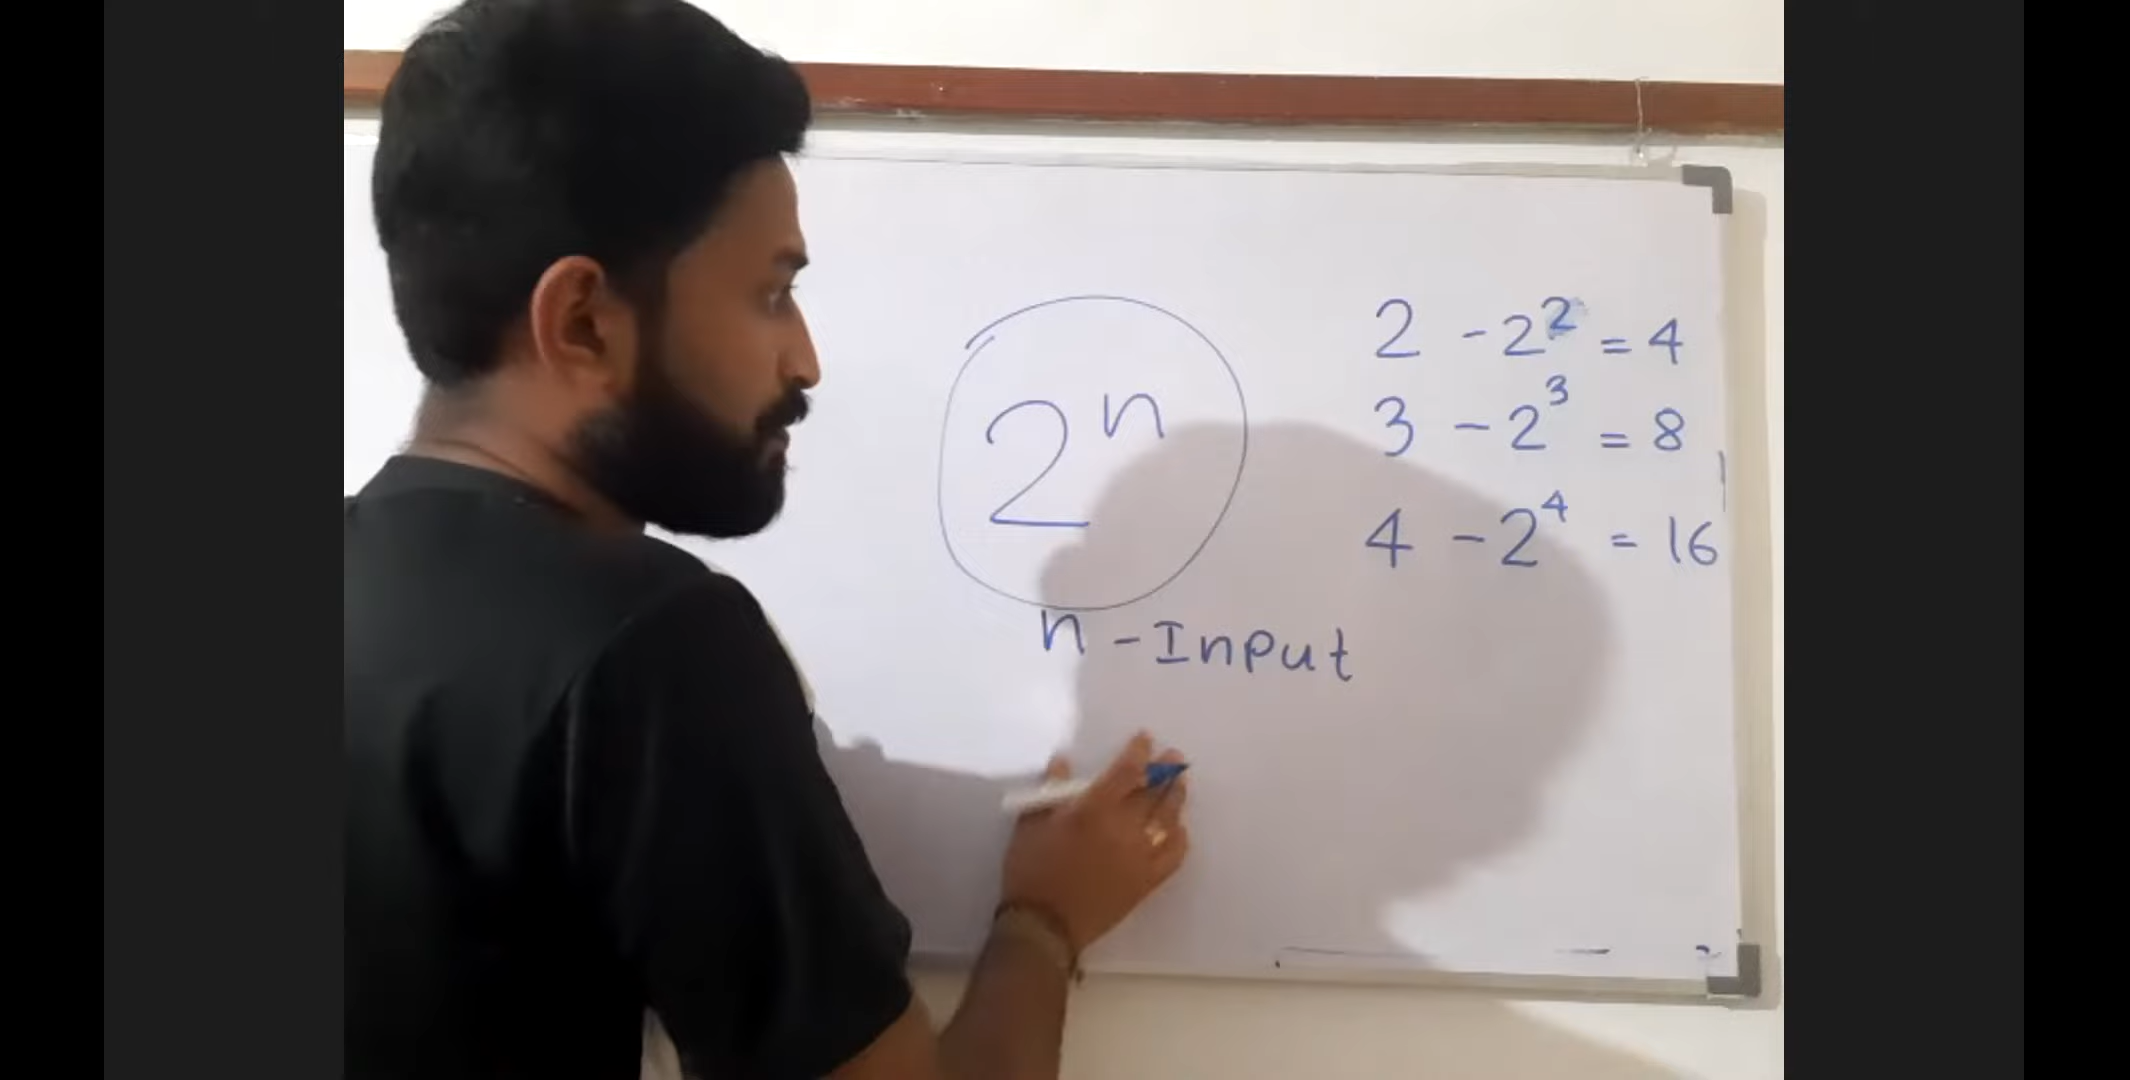 2ⁿ
n - Input
2 - 2² = 4
3 - 2³ = 8
4 - 2⁴ = 16